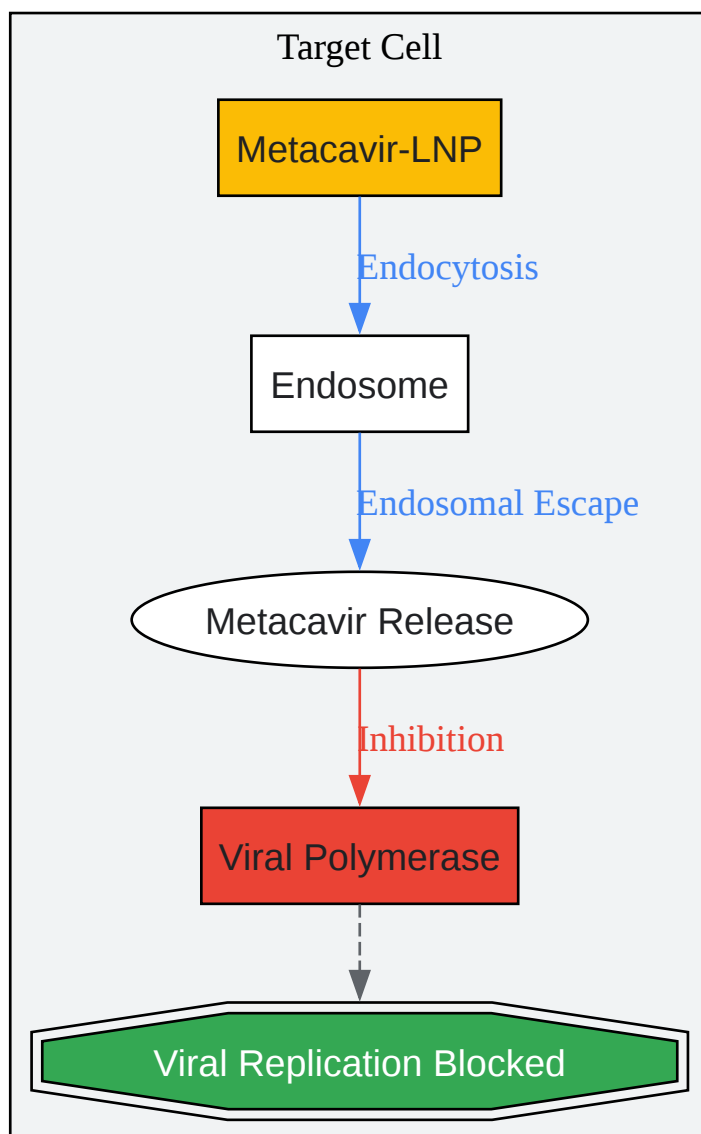 Target Cell
Metacavir-LNP
Endocytosis
Endosome
Endosomal Escape
Metacavir Release
Inhibition
Viral Polymerase
Viral Replication Blocked